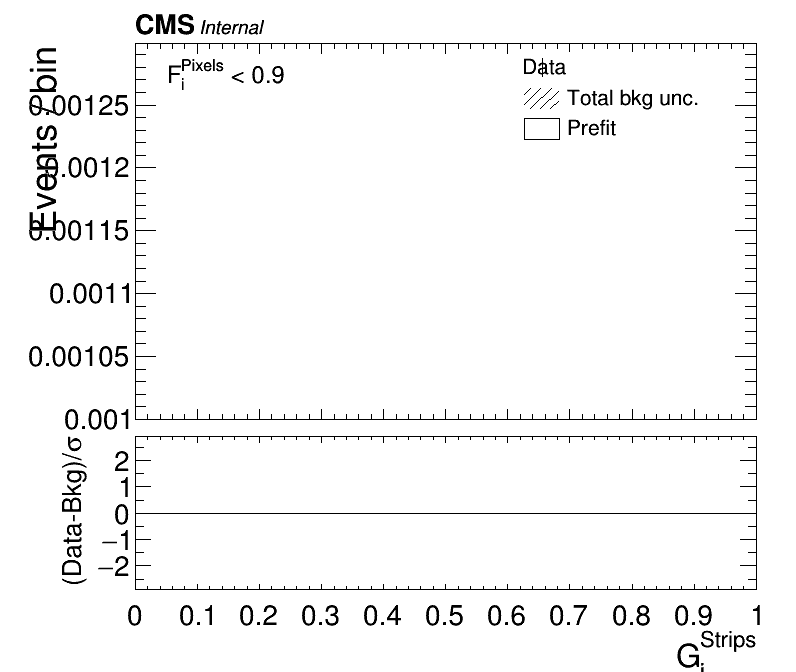 CMS Internal
F_i^Pixels < 0.9
Data
Total bkg unc.
Prefit
Events / bin
0.00125
0.0012
0.00115
0.0011
0.00105
0.001
(Data-Bkg)/σ
2
1
0
−1
−2
0 0.1 0.2 0.3 0.4 0.5 0.6 0.7 0.8 0.9 1
G_i^Strips